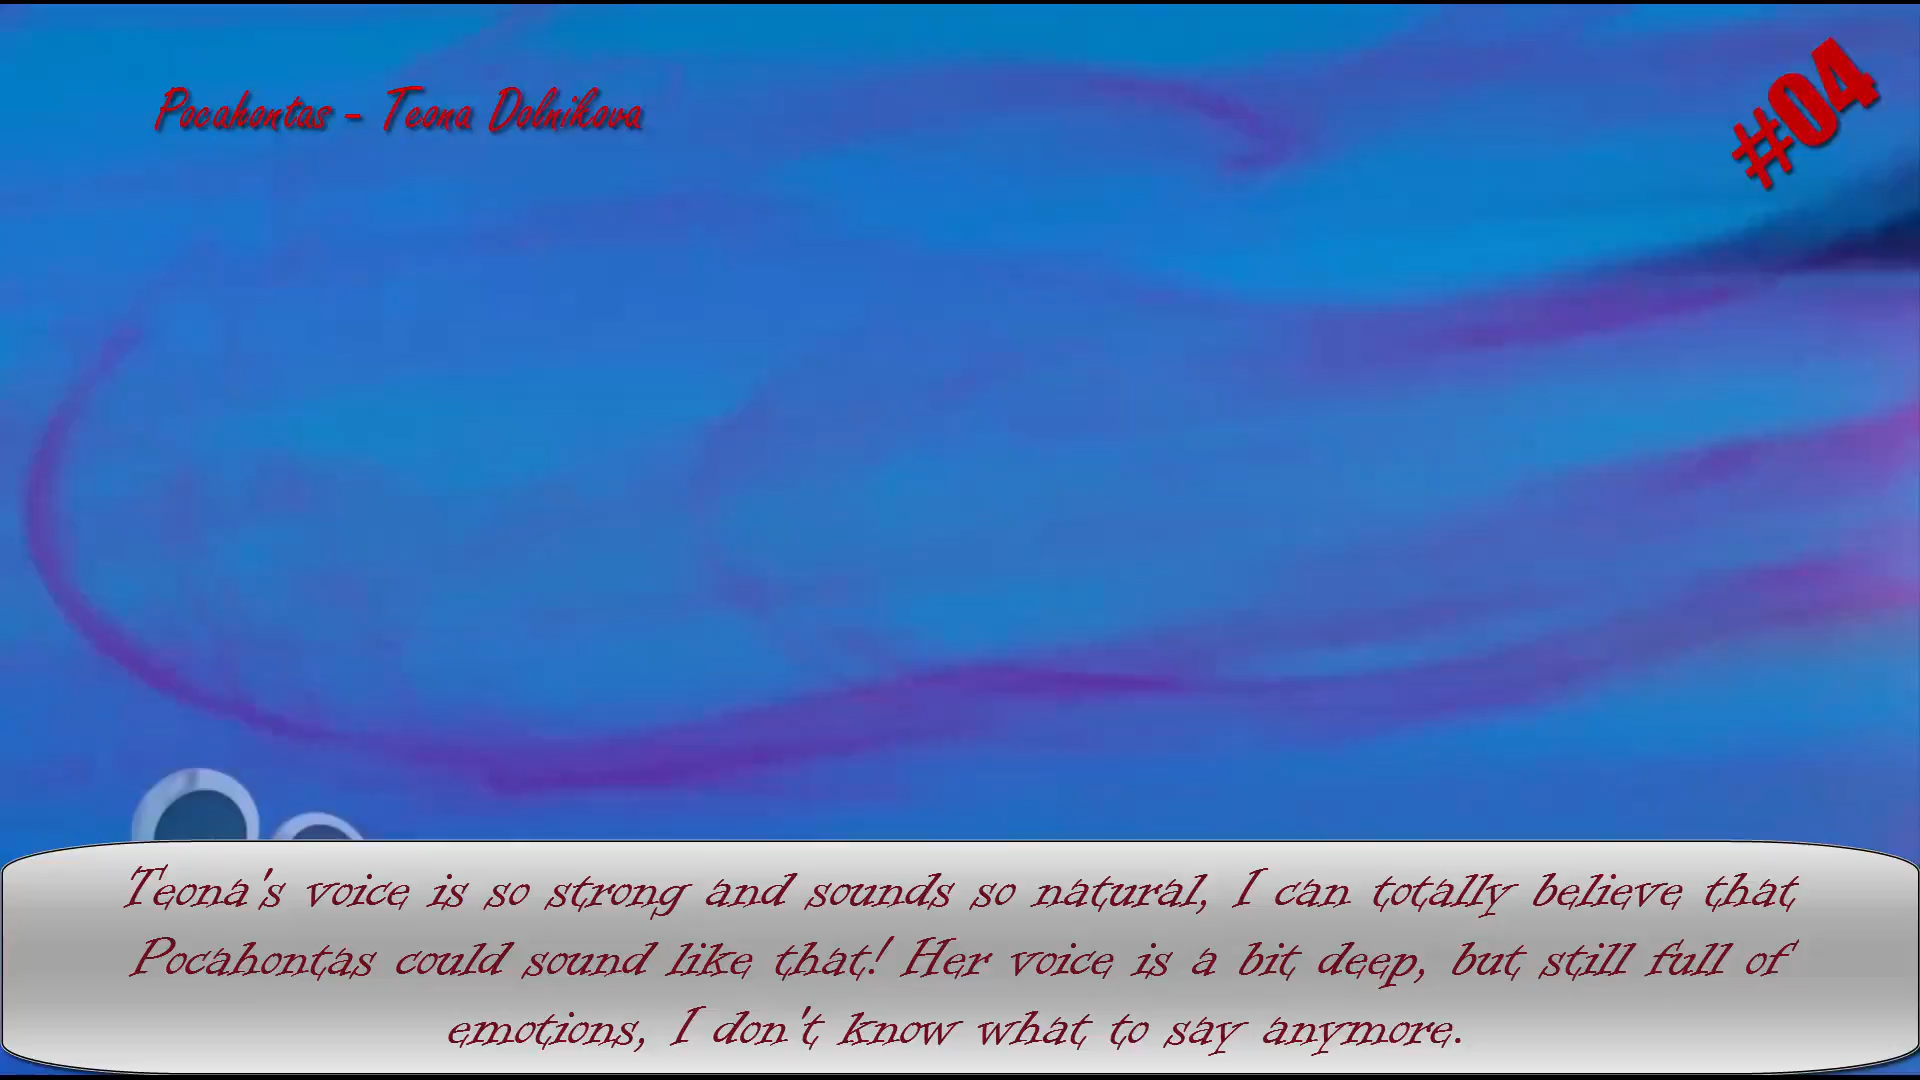 Pocahontas - Teona Dolnikova
#04
Teona's voice is so strong and sounds so natural, I can totally believe that
Pocahontas could sound like that! Her voice is a bit deep, but still full of
emotions, I don't know what to say anymore.